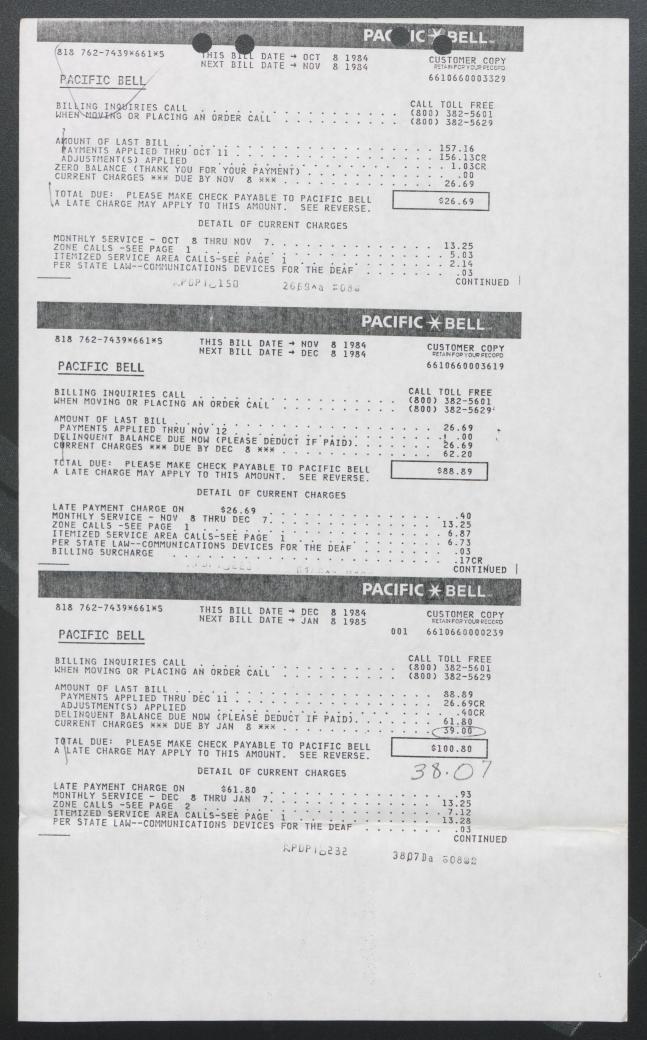 PACIFIC BELL
818 762-7439*661*S THIS BILL DATE → OCT 8 1984 CUSTOMER COPY
NEXT BILL DATE → NOV 8 1984 RETAIN FOR YOUR RECORD
PACIFIC BELL 6610660003329
CALL TOLL FREE
BILLING INQUIRIES CALL . . . . . . . . . . . . . . (800) 382-5601
WHEN MOVING OR PLACING AN ORDER CALL . . . . . . . . . . (800) 382-5629
AMOUNT OF LAST BILL . . . . . . . . . . . . . . . . 157.16
PAYMENTS APPLIED THRU OCT 11 . . . . . . . . . . . . . 156.13CR
ADJUSTMENT(S) APPLIED . . . . . . . . . . . . . . . 1.03CR
ZERO BALANCE (THANK YOU FOR YOUR PAYMENT) . . . . . . . . . .00
CURRENT CHARGES *** DUE BY NOV 8 *** . . . . . . . . . . 26.69
TOTAL DUE: PLEASE MAKE CHECK PAYABLE TO PACIFIC BELL $26.69
A LATE CHARGE MAY APPLY TO THIS AMOUNT. SEE REVERSE.
DETAIL OF CURRENT CHARGES
MONTHLY SERVICE - OCT 8 THRU NOV 7. . . . . . . . . . . . 13.25
ZONE CALLS -SEE PAGE 1 . . . . . . . . . . . . . . . 5.03
ITEMIZED SERVICE AREA CALLS-SEE PAGE 1 . . . . . . . . . . 2.14
PER STATE LAW--COMMUNICATIONS DEVICES FOR THE DEAF . . . . . . .03
CONTINUED
PACIFIC BELL
818 762-7439*661*S THIS BILL DATE → NOV 8 1984 CUSTOMER COPY
NEXT BILL DATE → DEC 8 1984 RETAIN FOR YOUR RECORD
PACIFIC BELL 6610660003619
CALL TOLL FREE
BILLING INQUIRIES CALL . . . . . . . . . . . . . . (800) 382-5601
WHEN MOVING OR PLACING AN ORDER CALL . . . . . . . . . . (800) 382-5629
AMOUNT OF LAST BILL . . . . . . . . . . . . . . . . 26.69
PAYMENTS APPLIED THRU NOV 12 . . . . . . . . . . . . . .00
DELINQUENT BALANCE DUE NOW (PLEASE DEDUCT IF PAID). . . . . . 26.69
CURRENT CHARGES *** DUE BY DEC 8 *** . . . . . . . . . . 62.20
TOTAL DUE: PLEASE MAKE CHECK PAYABLE TO PACIFIC BELL $88.89
A LATE CHARGE MAY APPLY TO THIS AMOUNT. SEE REVERSE.
DETAIL OF CURRENT CHARGES
LATE PAYMENT CHARGE ON $26.69 . . . . . . . . . . . . . .40
MONTHLY SERVICE - NOV 8 THRU DEC 7. . . . . . . . . . . . 13.25
ZONE CALLS -SEE PAGE 1 . . . . . . . . . . . . . . . 6.87
ITEMIZED SERVICE AREA CALLS-SEE PAGE 1 . . . . . . . . . . 6.73
PER STATE LAW--COMMUNICATIONS DEVICES FOR THE DEAF . . . . . . .03
BILLING SURCHARGE . . . . . . . . . . . . . . . . .17CR
CONTINUED
PACIFIC BELL
818 762-7439*661*S THIS BILL DATE → DEC 8 1984 CUSTOMER COPY
NEXT BILL DATE → JAN 8 1985 RETAIN FOR YOUR RECORD
PACIFIC BELL 001 6610660000239
CALL TOLL FREE
BILLING INQUIRIES CALL . . . . . . . . . . . . . . (800) 382-5601
WHEN MOVING OR PLACING AN ORDER CALL . . . . . . . . . . (800) 382-5629
AMOUNT OF LAST BILL . . . . . . . . . . . . . . . . 88.89
PAYMENTS APPLIED THRU DEC 11 . . . . . . . . . . . . . 26.69CR
ADJUSTMENT(S) APPLIED . . . . . . . . . . . . . . . .40CR
DELINQUENT BALANCE DUE NOW (PLEASE DEDUCT IF PAID). . . . . . 61.80
CURRENT CHARGES *** DUE BY JAN 8 *** . . . . . . . . . . 39.00
TOTAL DUE: PLEASE MAKE CHECK PAYABLE TO PACIFIC BELL $100.80
A LATE CHARGE MAY APPLY TO THIS AMOUNT. SEE REVERSE.
38.07
DETAIL OF CURRENT CHARGES
LATE PAYMENT CHARGE ON $61.80 . . . . . . . . . . . . . .93
MONTHLY SERVICE - DEC 8 THRU JAN 7. . . . . . . . . . . . 13.25
ZONE CALLS -SEE PAGE 2 . . . . . . . . . . . . . . . 7.12
ITEMIZED SERVICE AREA CALLS-SEE PAGE 1 . . . . . . . . . . 13.28
PER STATE LAW--COMMUNICATIONS DEVICES FOR THE DEAF . . . . . . .03
CONTINUED